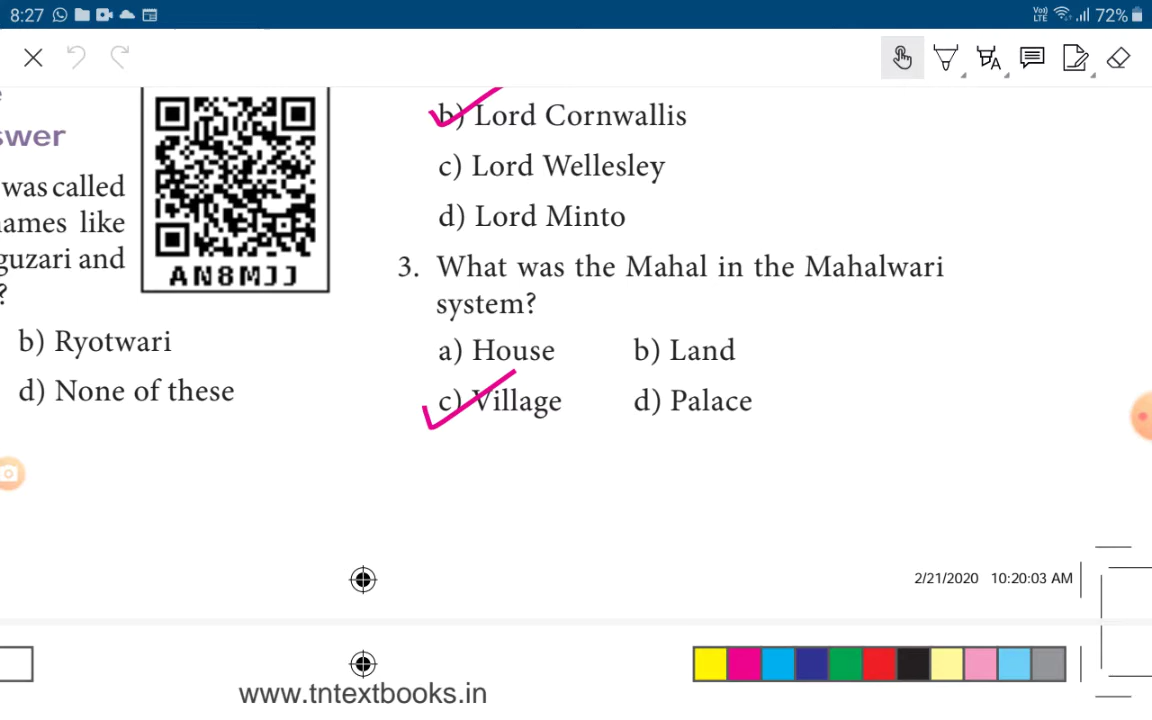 8:27
Vo)) LTE 72%
swer
was called
ames like
guzari and
?
b) Ryotwari
d) None of these
AN8MJJ
b) Lord Cornwallis
c) Lord Wellesley
d) Lord Minto
3. What was the Mahal in the Mahalwari
system?
a) House b) Land
c) Village d) Palace
2/21/2020 10:20:03 AM
www.tntextbooks.in